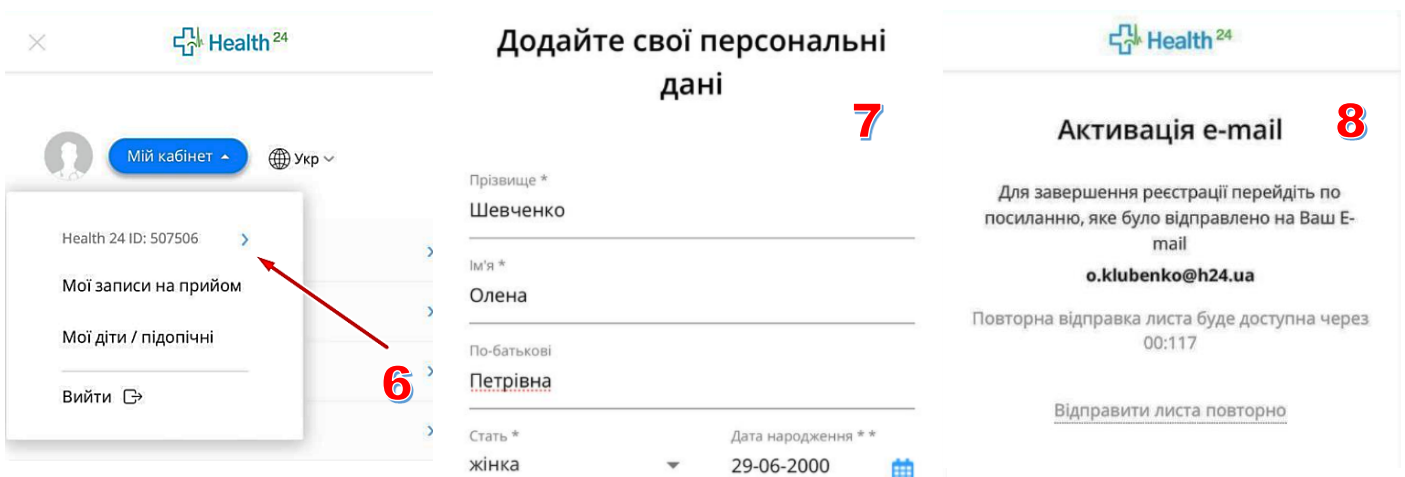 Health 24
Мій кабінет
Укр
Health 24 ID: 507506
Мої записи на прийом
Мої діти / підопічні
Вийти
6
Додайте свої персональні
дані
7
Прізвище *
Шевченко
Ім'я *
Олена
По-батькові
Петрівна
Стать *
Дата народження * *
жінка
29-06-2000
Health 24
8
Активація e-mail
Для завершення реєстрації перейдіть по
посиланню, яке було відправлено на Ваш E-
mail
o.klubenko@h24.ua
Повторна відправка листа буде доступна через
00:117
Відправити листа повторно